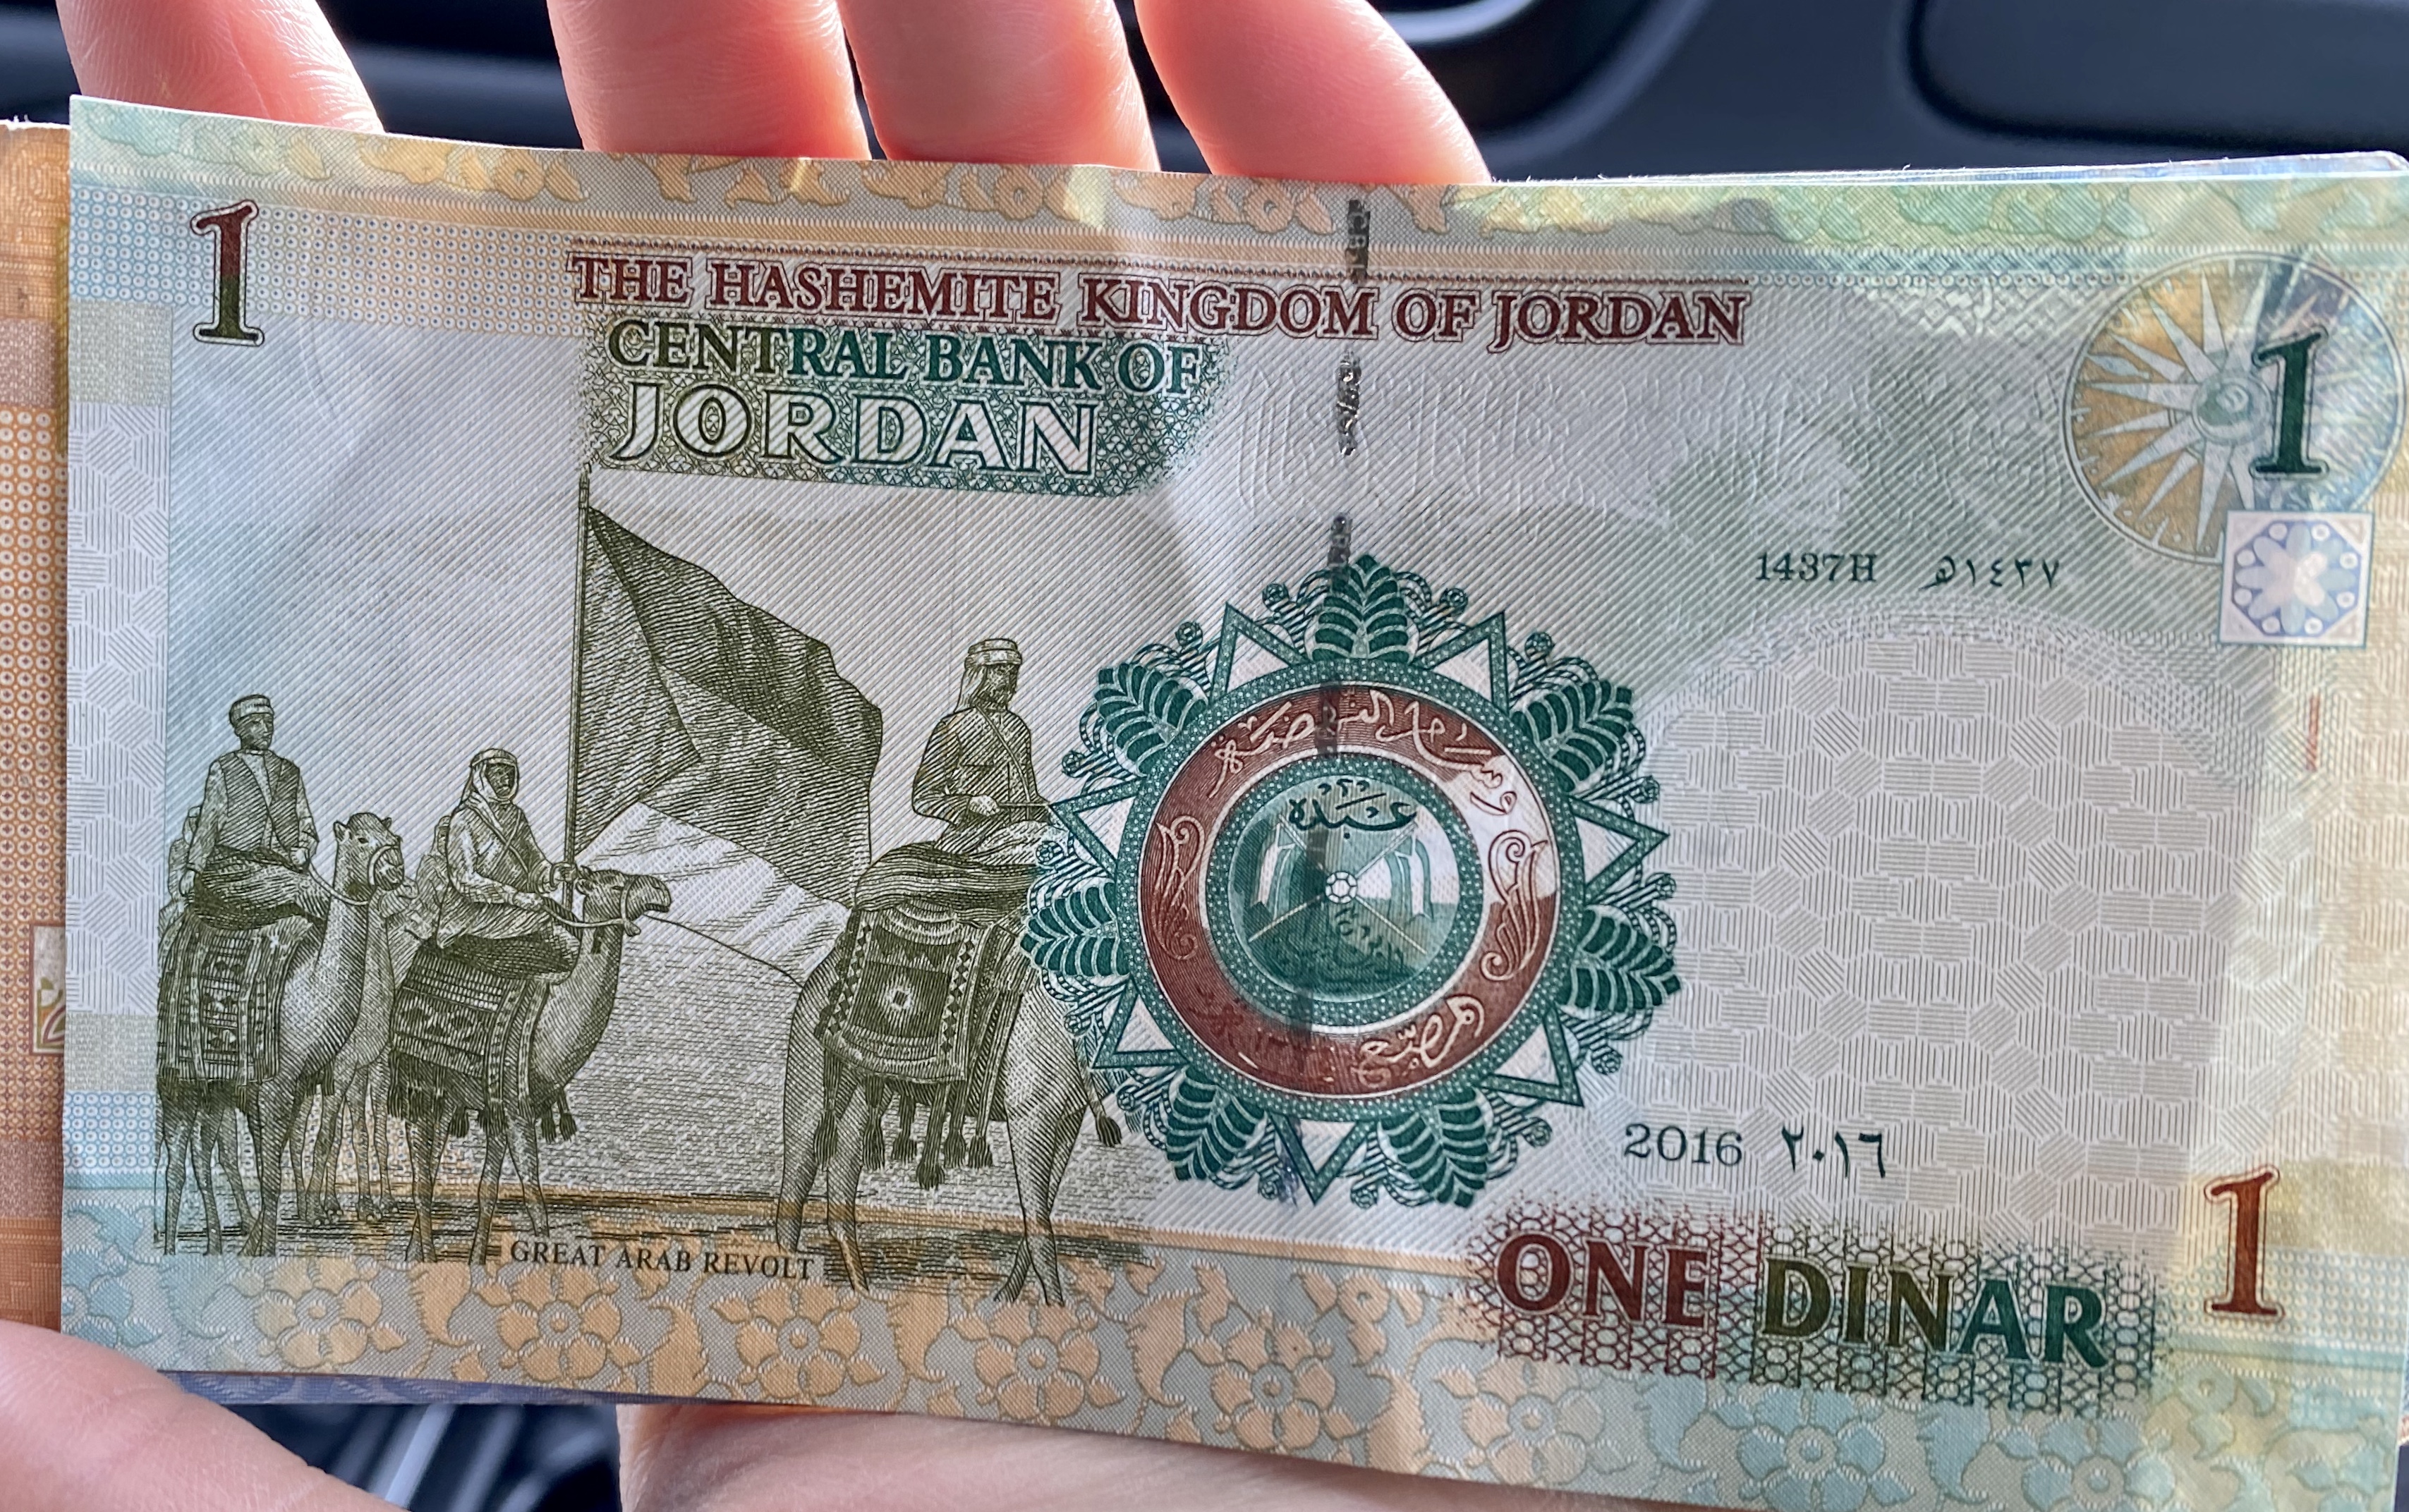 1
THE HASHEMITE KINGDOM OF JORDAN
CENTRAL BANK OF
JORDAN
1
1437H ١٤٣٧هـ
2016 ٢٠١٦
GREAT ARAB REVOLT
ONE DINAR
1